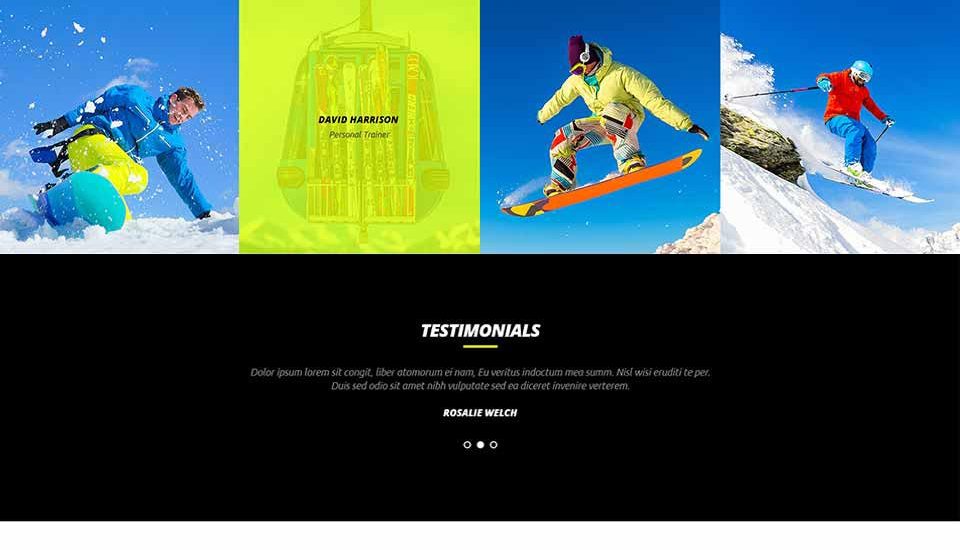 DAVID HARRISON
Personal Trainer
TESTIMONIALS
Dolor ipsum lorem sit congit, liber atomorum ei nam, Eu veritus indoctum mea summ. Nisl wisi eruditi te per.
Duis sed odio sit amet nibh vulputate sed ea diceret invenire verterem.
ROSALIE WELCH